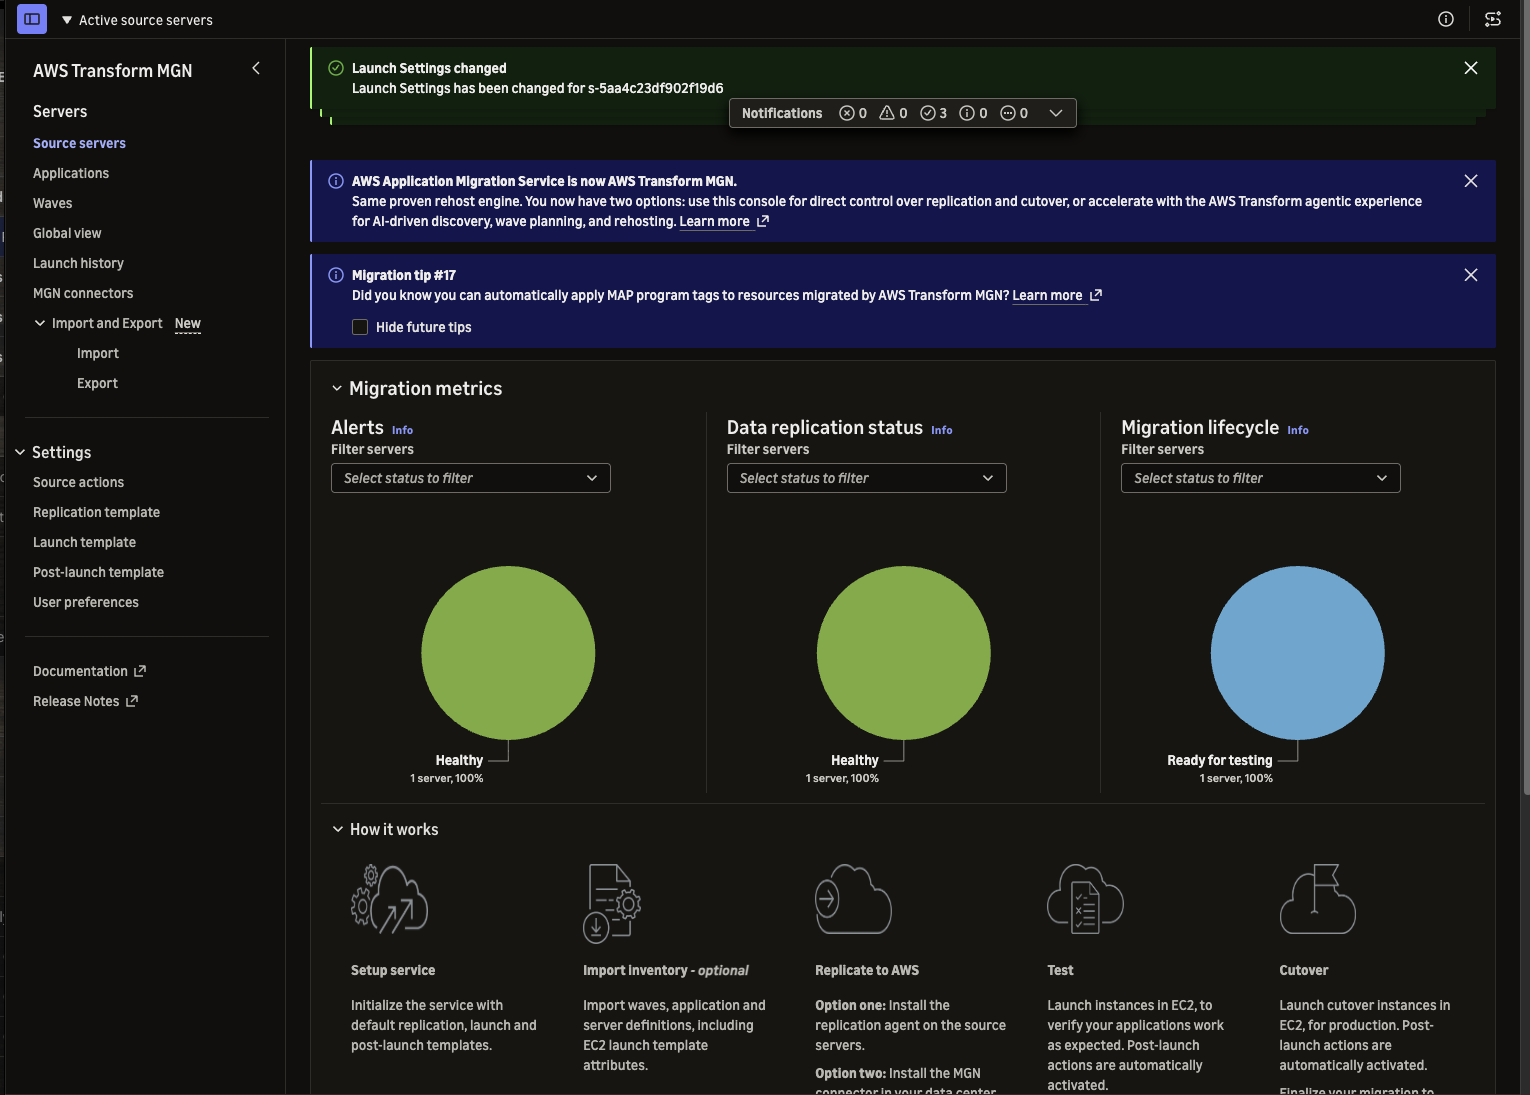 Active source servers
AWS Transform MGN
Servers
Source servers
Applications
Waves
Global view
Launch history
MGN connectors
Import and Export New
Import
Export
Settings
Source actions
Replication template
Launch template
Post-launch template
User preferences
Documentation
Release Notes
Launch Settings changed
Launch Settings has been changed for s-5aa4c23df902f19d6
Notifications 0 0 3 0 0
AWS Application Migration Service is now AWS Transform MGN.
Same proven rehost engine. You now have two options: use this console for direct control over replication and cutover, or accelerate with the AWS Transform agentic experience
for AI-driven discovery, wave planning, and rehosting. Learn more
Migration tip #17
Did you know you can automatically apply MAP program tags to resources migrated by AWS Transform MGN? Learn more
Hide future tips
Migration metrics
Alerts Info
Filter servers
Select status to filter
Healthy
1 server, 100%
Data replication status Info
Filter servers
Select status to filter
Healthy
1 server, 100%
Migration lifecycle Info
Filter servers
Select status to filter
Ready for testing
1 server, 100%
How it works
Setup service
Initialize the service with
default replication, launch and
post-launch templates.
Import inventory - optional
Import waves, application and
server definitions, including
EC2 launch template
attributes.
Replicate to AWS
Option one: Install the
replication agent on the source
servers.
Option two: Install the MGN
connector in your data center
Test
Launch instances in EC2, to
verify your applications work
as expected. Post-launch
actions are automatically
activated.
Cutover
Launch cutover instances in
EC2, for production. Post-
launch actions are
automatically activated.
Finalize your migration to